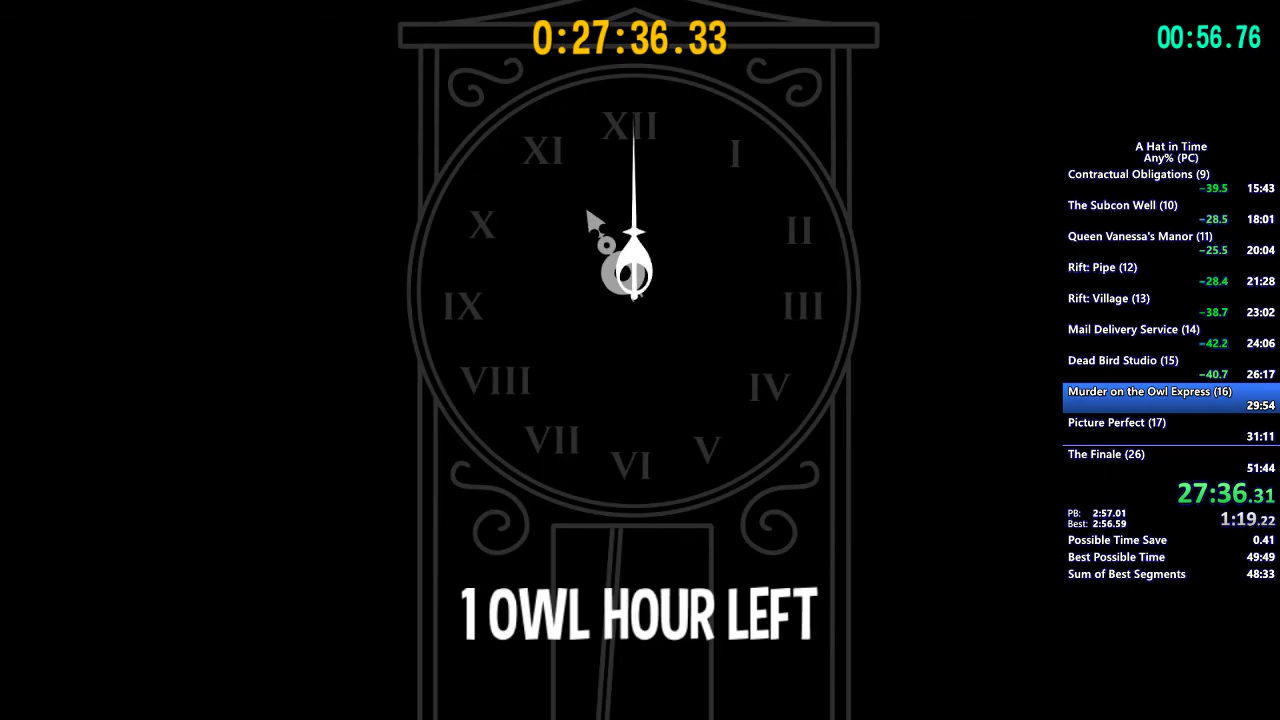 0:27:36.33
00:56.76
XII
XI
I
X
II
IX
III
VIII
IV
VII
V
VI
1 OWL HOUR LEFT
A Hat in Time
Any% (PC)
Contractual Obligations (9)
-39.5 15:43
The Subcon Well (10)
-28.5 18:01
Queen Vanessa's Manor (11)
-25.5 20:04
Rift: Pipe (12)
-28.4 21:28
Rift: Village (13)
-38.7 23:02
Mail Delivery Service (14)
-42.2 24:06
Dead Bird Studio (15)
-40.7 26:17
Murder on the Owl Express (16)
29:54
Picture Perfect (17)
31:11
The Finale (26)
51:44
27:36.31
PB: 2:57.01
Best: 2:56.59
1:19.22
Possible Time Save 0.41
Best Possible Time 49:49
Sum of Best Segments 48:33